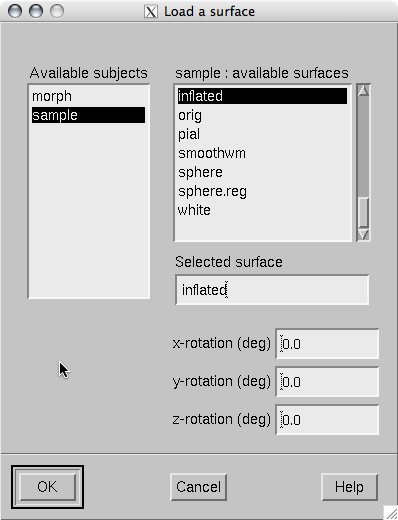 Load a surface
Available subjects
morph
sample
sample : available surfaces
inflated
orig
pial
smoothwm
sphere
sphere.reg
white
Selected surface
inflated
x-rotation (deg) 0.0
y-rotation (deg) 0.0
z-rotation (deg) 0.0
OK Cancel Help